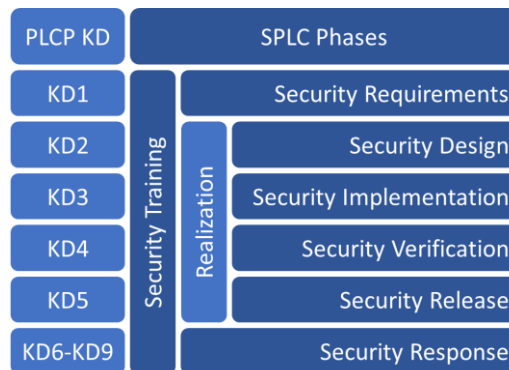 PLCP KD
SPLC Phases
KD1
Security Requirements
KD2
Security Design
KD3
Security Implementation
KD4
Security Verification
KD5
Security Release
KD6-KD9
Security Response
Security Training
Realization